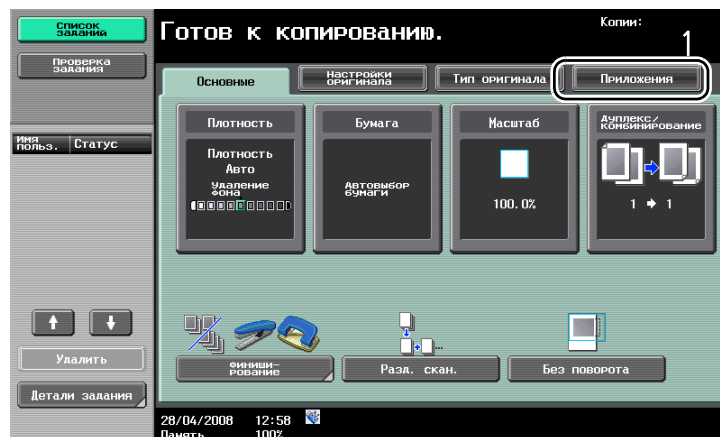 Список
заданий
Готов к копированию.
Копии:
1
Проверка
задания
Основные
Настройки
оригинала
Тип оригинала
Приложения
Имя
польз.
Статус
Плотность
Плотность
Авто
Удаление
фона
Бумага
Автовыбор
бумаги
Масштаб
100.0%
Дуплекс/
комбинирование
1 → 1
Удалить
Детали задания
Финиши-
рование
Разд. скан.
Без поворота
28/04/2008 12:58
Память 100%